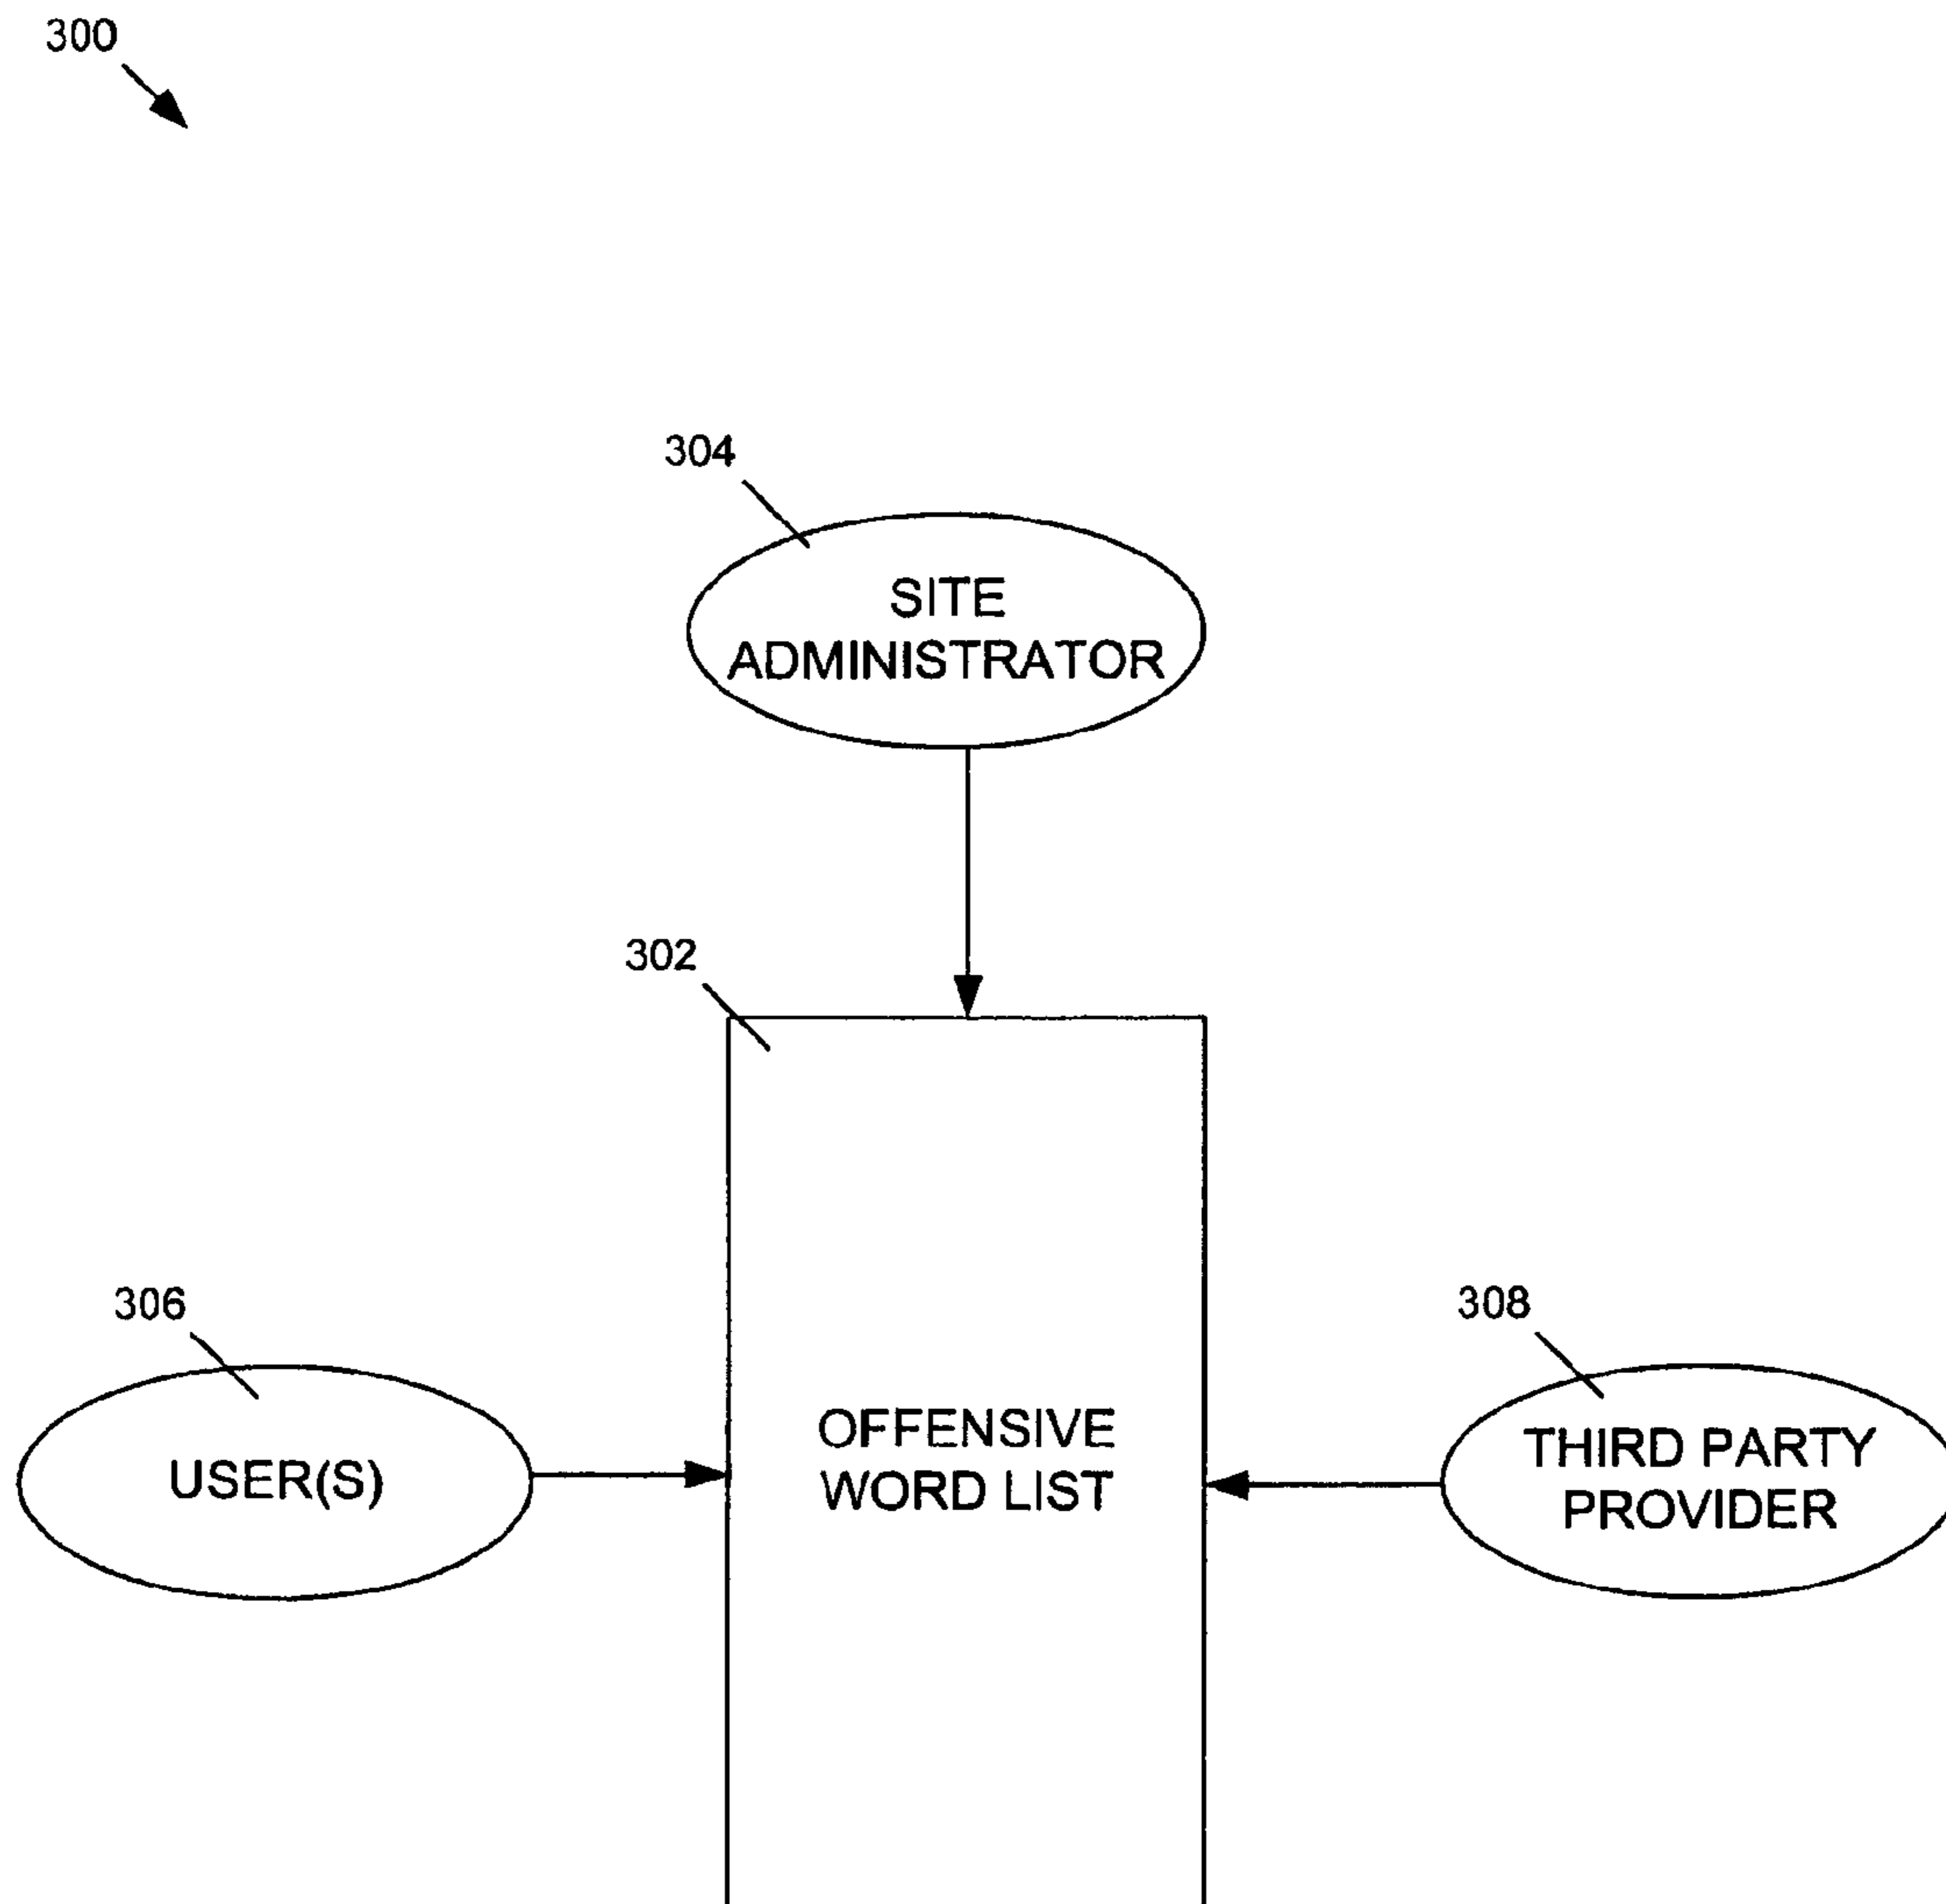 300
304
SITE
ADMINISTRATOR
302
306
308
USER(S)
OFFENSIVE
WORD LIST
THIRD PARTY
PROVIDER